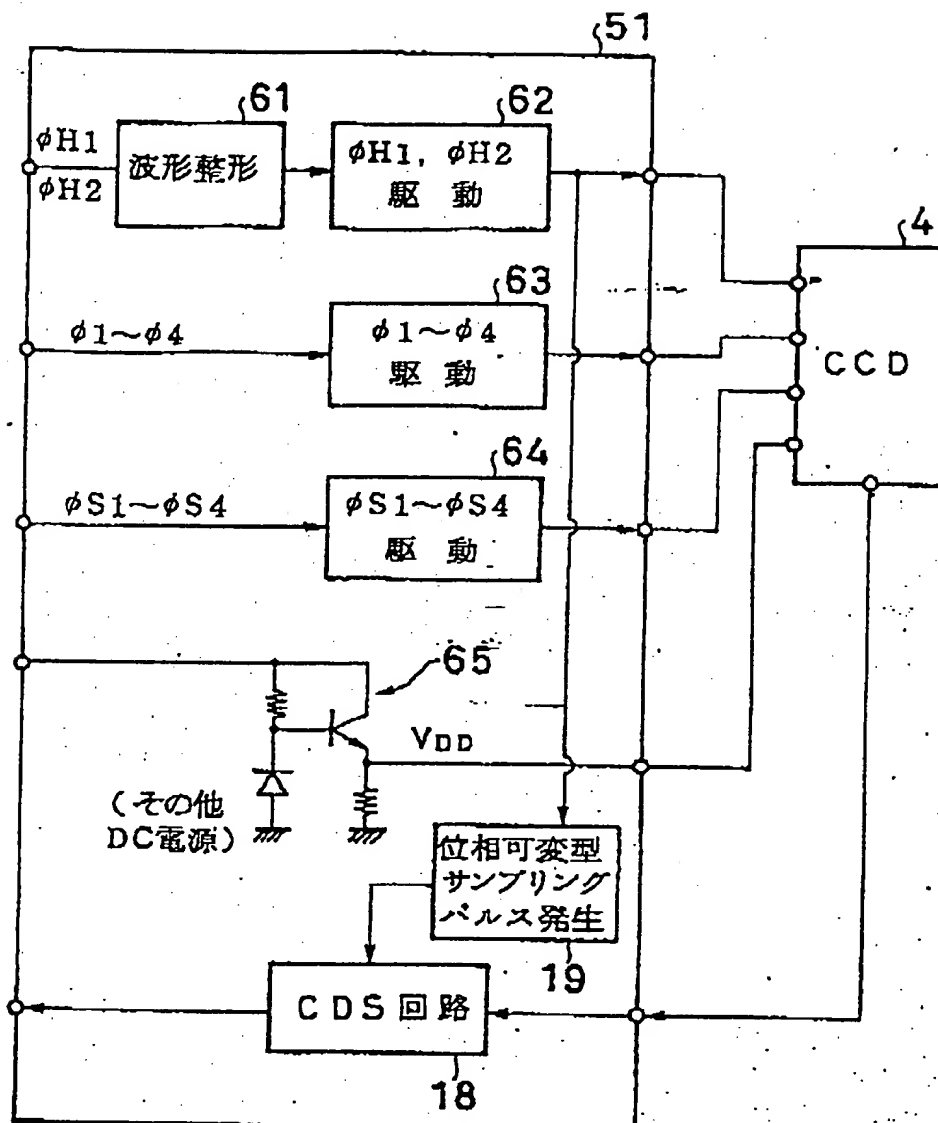 51
61
62
φH1
φH2
波形整形
φH1, φH2
駆動
4
63
φ1~φ4
φ1~φ4
駆動
CCD
64
φS1~φS4
φS1~φS4
駆動
65
VDD
(その他
DC電源)
位相可変型
サンプリング
パルス発生
19
CDS回路
18